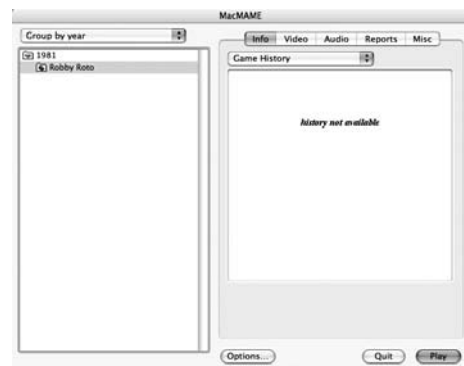 MacMAME
Group by year
Info Video Audio Reports Misc
1981
Robby Roto
Game History
history not available
Options... Quit Play